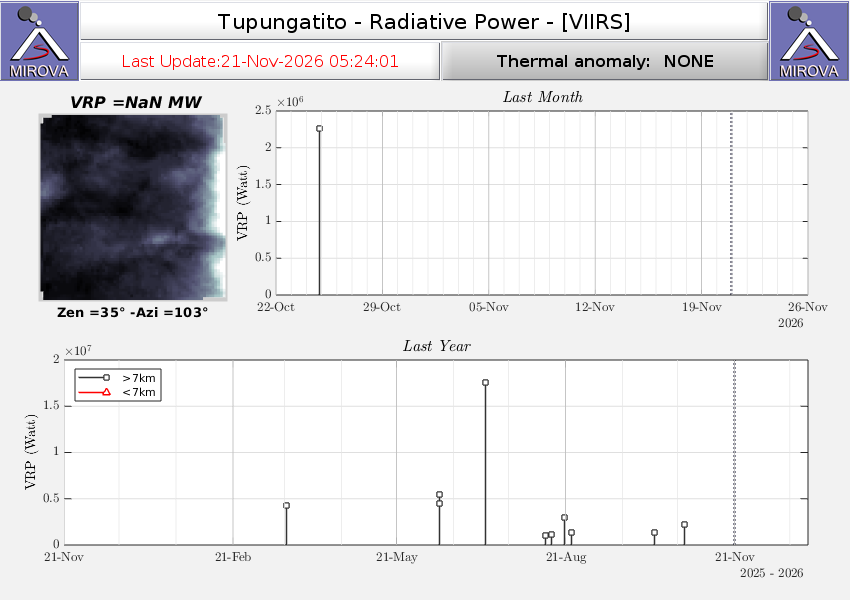 MIROVA
Tupungatito - Radiative Power - [VIIRS]
MIROVA
Last Update:21-Nov-2026 05:24:01
Thermal anomaly: NONE
VRP =NaN MW
Zen =35° -Azi =103°
Last Month
×10⁶
VRP (Watt)
2.5
2
1.5
1
0.5
0
22-Oct 29-Oct 05-Nov 12-Nov 19-Nov 26-Nov
2026
Last Year
×10⁷
VRP (Watt)
2
1.5
1
0.5
0
>7km
<7km
21-Nov 21-Feb 21-May 21-Aug 21-Nov
2025 - 2026